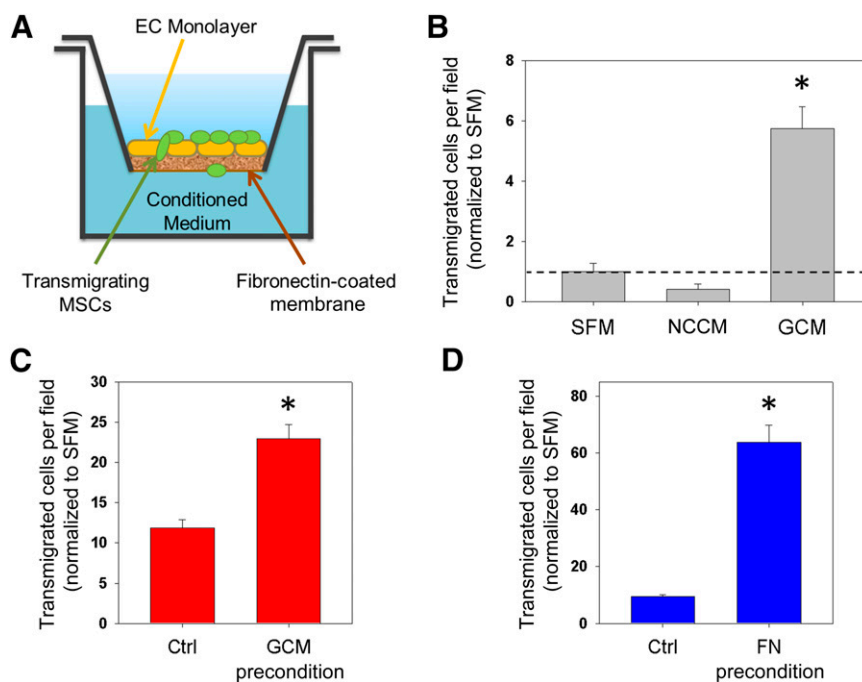 A
EC Monolayer
Conditioned
Medium
Transmigrating
MSCs
Fibronectin-coated
membrane
B
Transmigrated cells per field
(normalized to SFM)
8
6
4
2
0
*
SFM NCCM GCM
C
Transmigrated cells per field
(normalized to SFM)
30
25
20
15
10
5
0
*
Ctrl GCM
precondition
D
Transmigrated cells per field
(normalized to SFM)
80
60
40
20
0
*
Ctrl FN
precondition